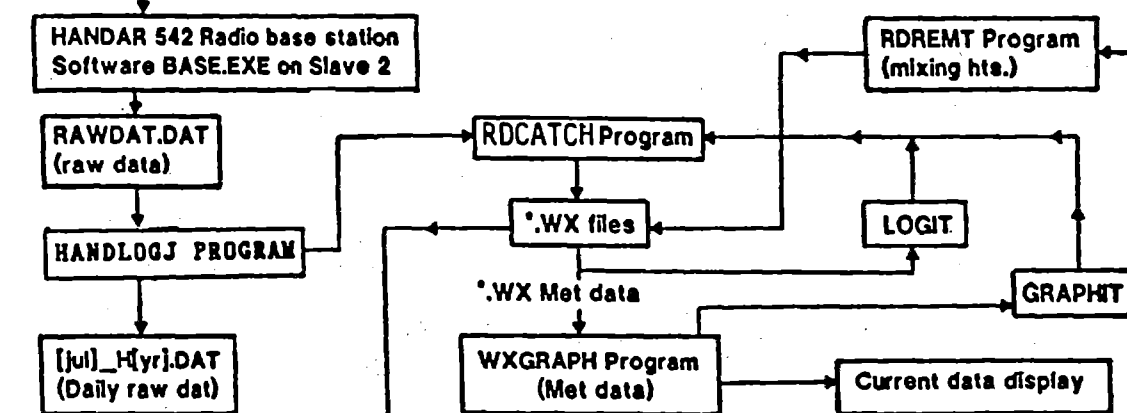 HANDAR 542 Radio base station
Software BASE.EXE on Slave 2
RDREMT Program
(mixing hts.)
RAWDAT.DAT
(raw data)
RDCATCH Program
*.WX files
LOGIT
HANDLOGJ PROGRAM
*.WX Met data
GRAPHIT
[jul]_H[yr].DAT
(Daily raw dat)
WXGRAPH Program
(Met data)
Current data display